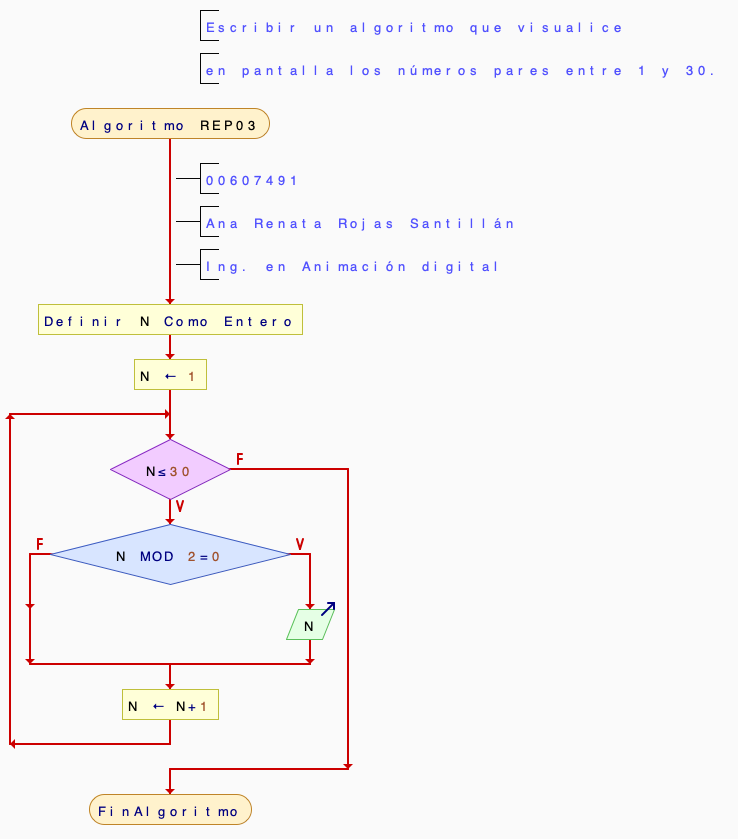 Escribir un algoritmo que visualice
en pantalla los números pares entre 1 y 30.
Algoritmo REP03
00607491
Ana Renata Rojas Santillán
Ing. en Animación digital
Definir N Como Entero
N ← 1
N≤30
F
V
N MOD 2=0
F
V
N
N ← N+1
FinAlgoritmo